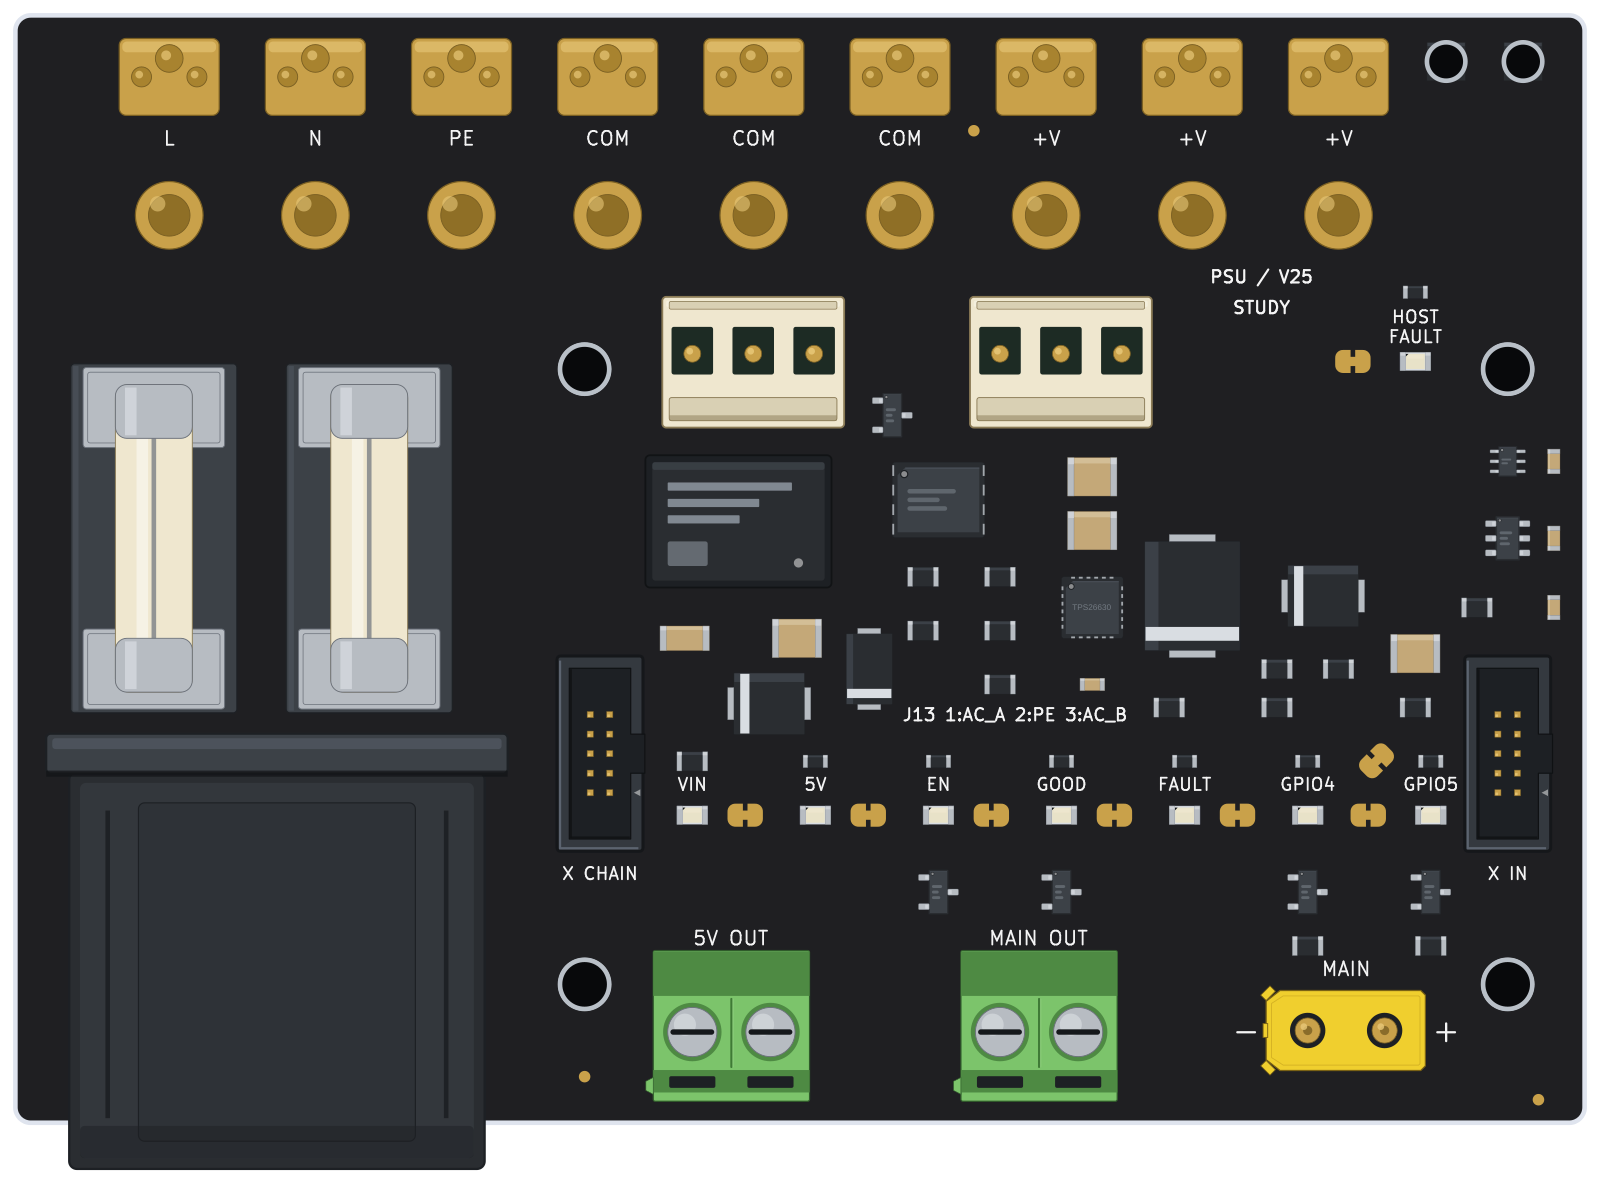 L N PE COM COM COM +V +V +V
PSU / V25
STUDY
HOST
FAULT
TPS26630
J13 1:AC_A 2:PE 3:AC_B
VIN 5V EN GOOD FAULT GPIO4 GPIO5
X CHAIN X IN
5V OUT MAIN OUT
MAIN
− +